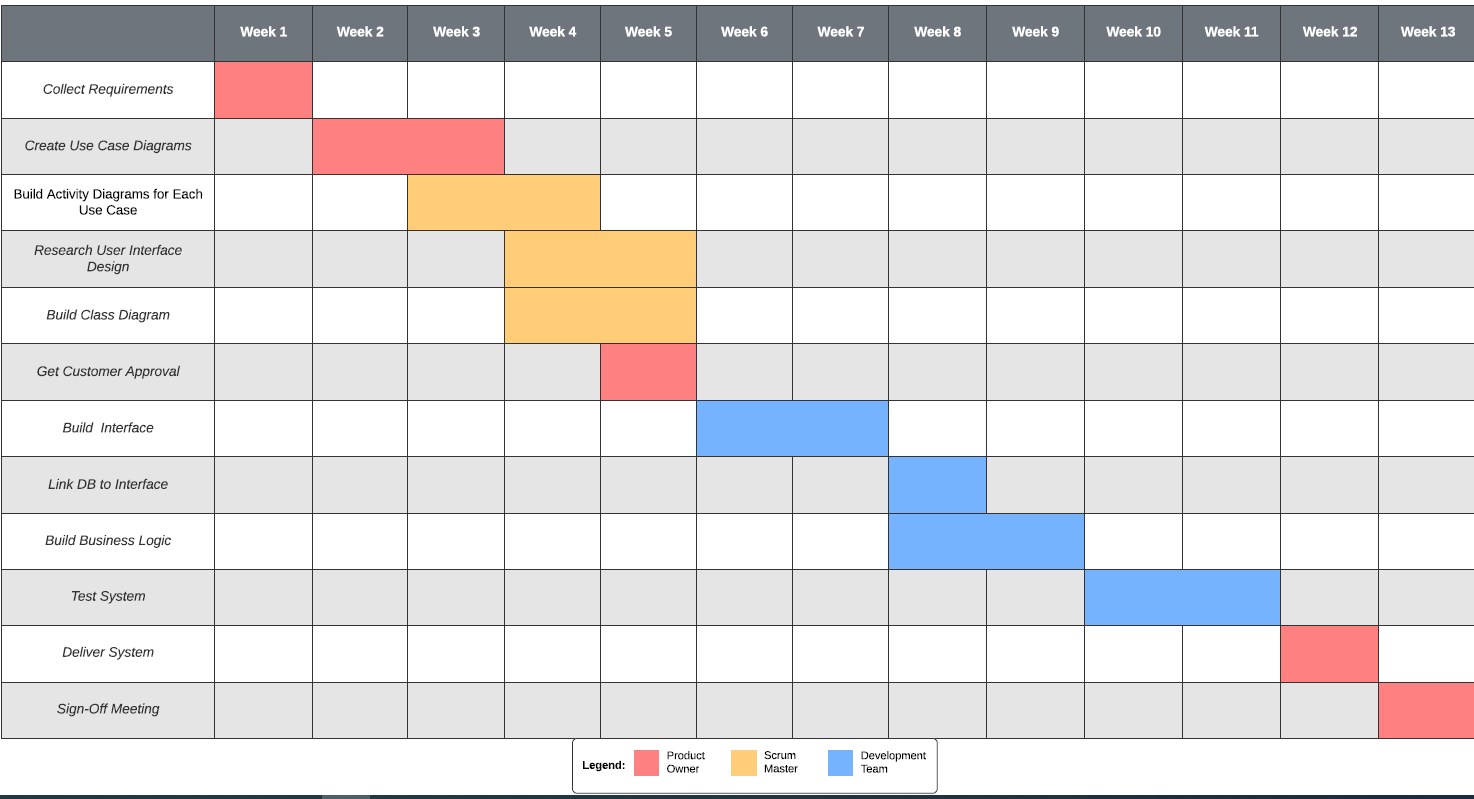 Week 1 Week 2 Week 3 Week 4 Week 5 Week 6 Week 7 Week 8 Week 9 Week 10 Week 11 Week 12 Week 13
Collect Requirements
Create Use Case Diagrams
Build Activity Diagrams for Each
Use Case
Research User Interface
Design
Build Class Diagram
Get Customer Approval
Build  Interface
Link DB to Interface
Build Business Logic
Test System
Deliver System
Sign-Off Meeting
Legend:
Product
Owner
Scrum
Master
Development
Team